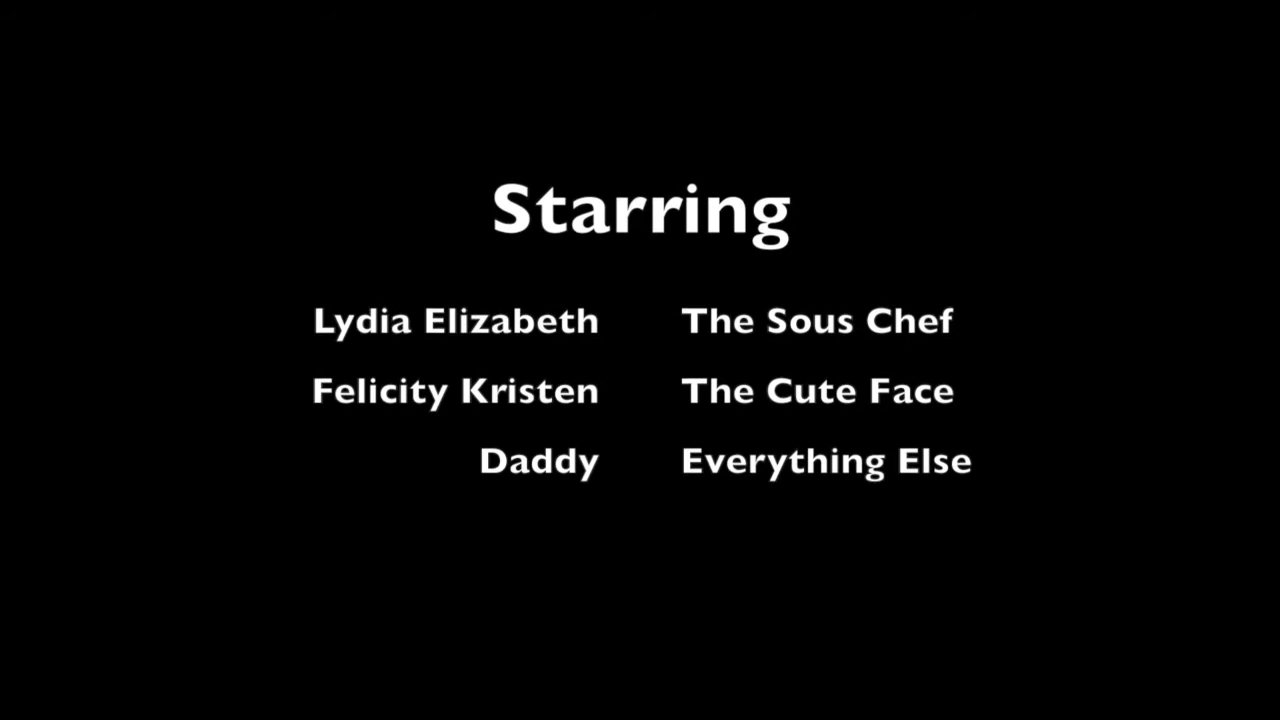 Starring
Lydia Elizabeth The Sous Chef
Felicity Kristen The Cute Face
Daddy Everything Else